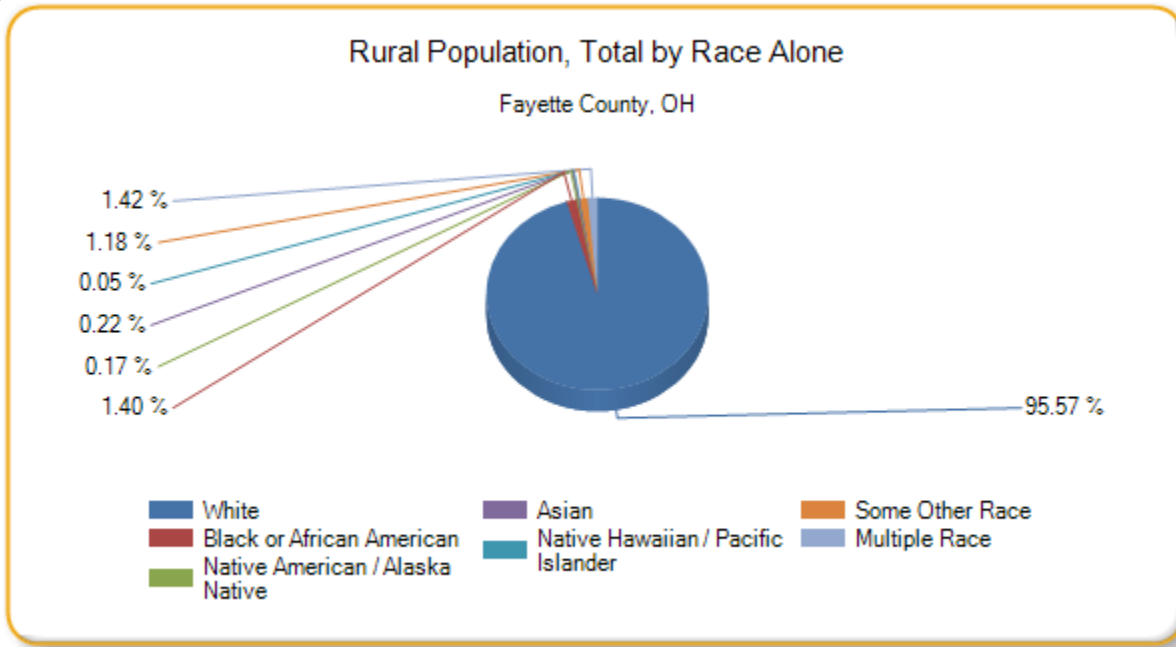 Rural Population, Total by Race Alone
Fayette County, OH
1.42 %
1.18 %
0.05 %
0.22 %
0.17 %
1.40 %
95.57 %
White
Black or African American
Native American / Alaska
Native
Asian
Native Hawaiian / Pacific
Islander
Some Other Race
Multiple Race